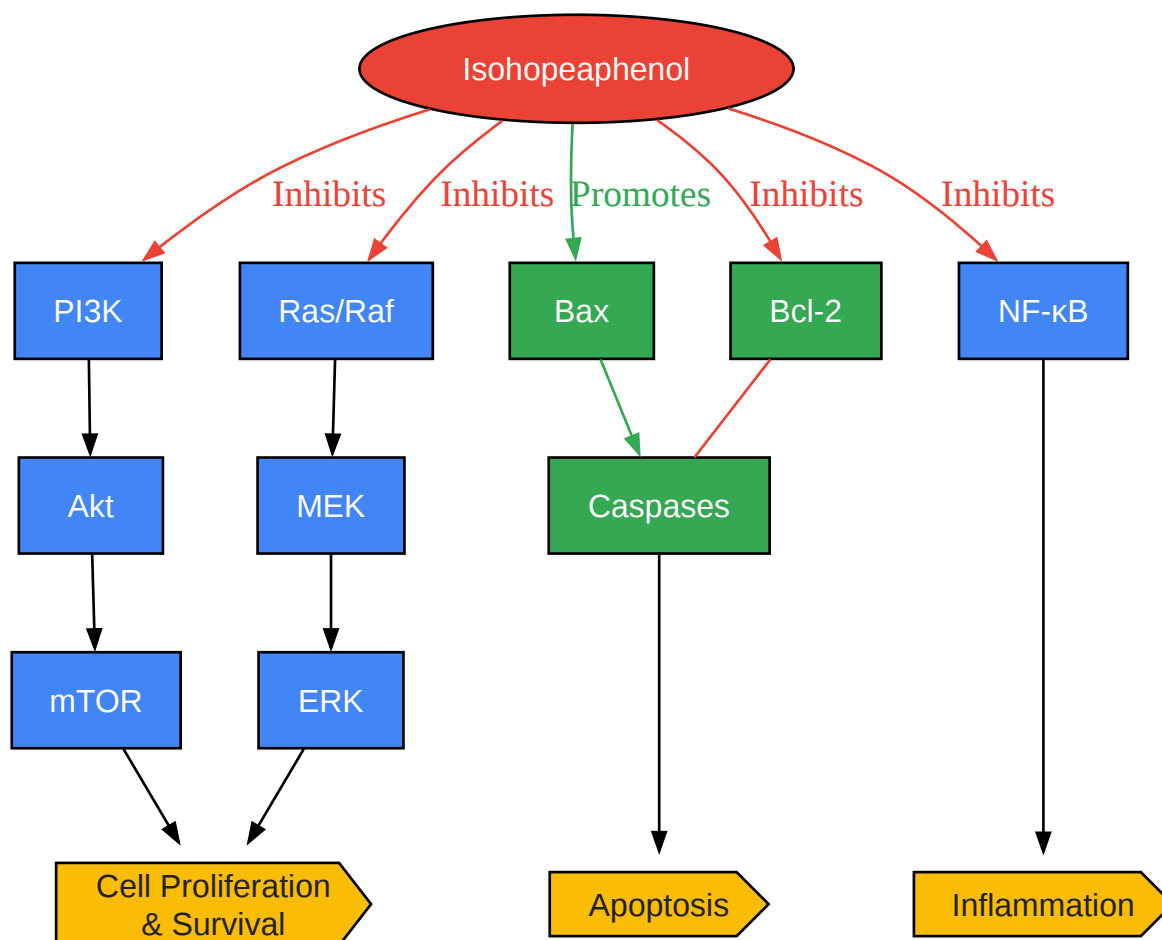 Isohopeaphenol
Inhibits
Inhibits
Promotes
Inhibits
Inhibits
PI3K
Ras/Raf
Bax
Bcl-2
NF-κB
Akt
MEK
Caspases
mTOR
ERK
Cell Proliferation
& Survival
Apoptosis
Inflammation